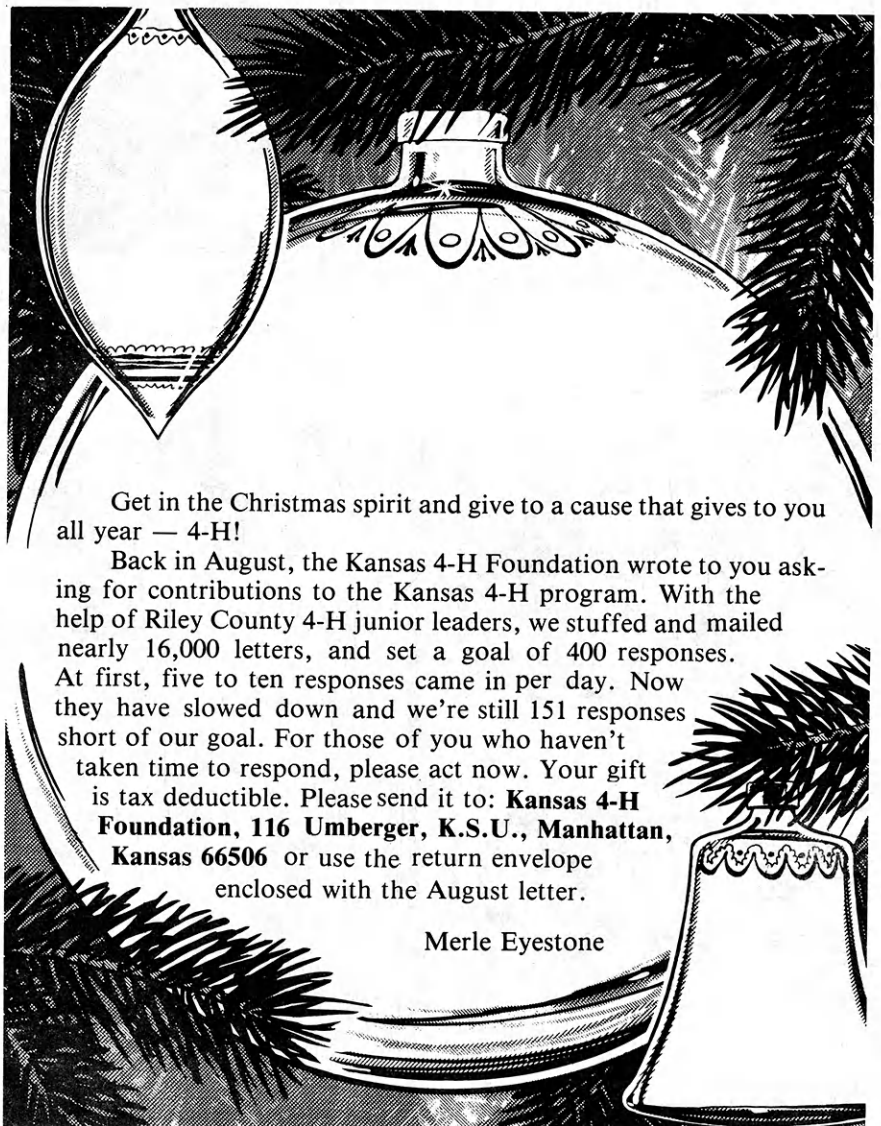 Get in the Christmas spirit and give to a cause that gives to you
all year — 4-H!
Back in August, the Kansas 4-H Foundation wrote to you ask-
ing for contributions to the Kansas 4-H program. With the
help of Riley County 4-H junior leaders, we stuffed and mailed
nearly 16,000 letters, and set a goal of 400 responses.
At first, five to ten responses came in per day. Now
they have slowed down and we're still 151 responses
short of our goal. For those of you who haven't
taken time to respond, please act now. Your gift
is tax deductible. Please send it to: Kansas 4-H
Foundation, 116 Umberger, K.S.U., Manhattan,
Kansas 66506 or use the return envelope
enclosed with the August letter.
Merle Eyestone